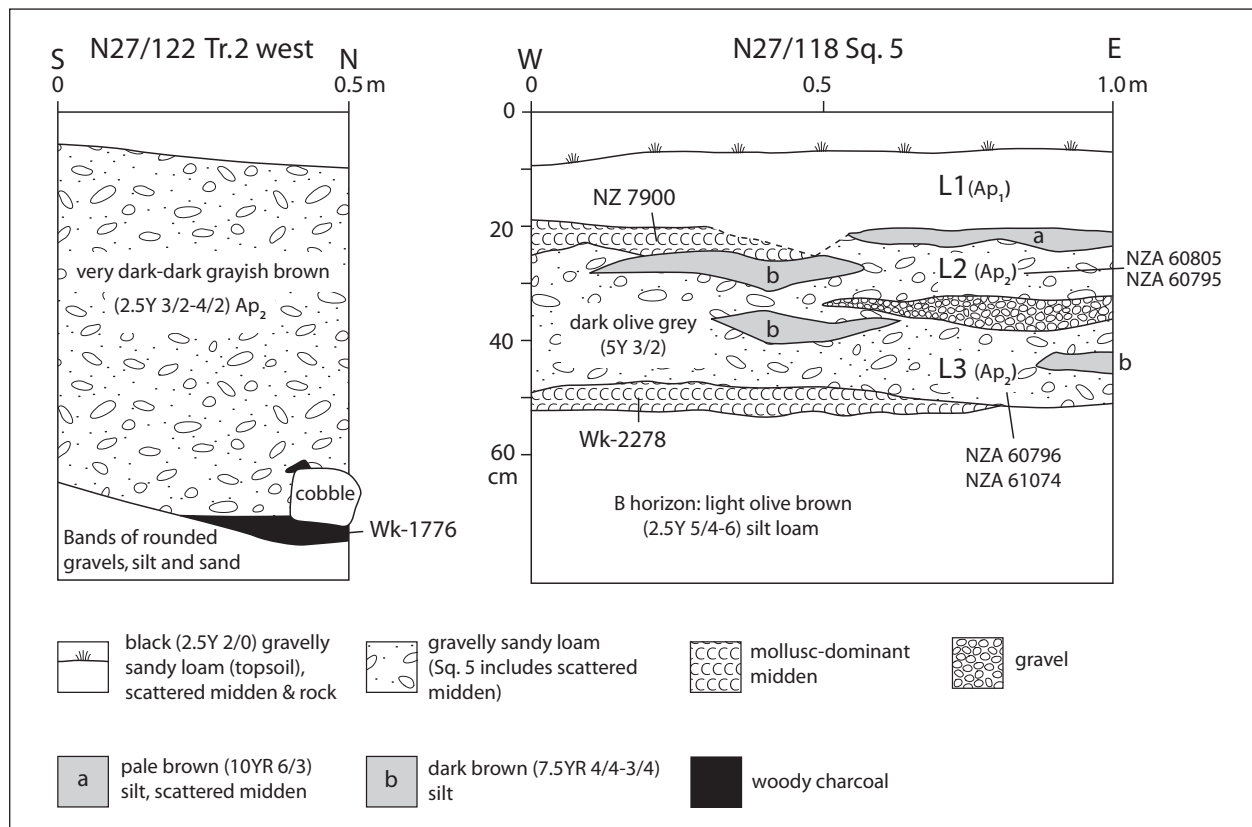 N27/122 Tr.2 west
S
N
0
0.5 m
very dark-dark grayish brown
(2.5Y 3/2-4/2) Ap₂
cobble
Bands of rounded
gravels, silt and sand
Wk-1776
N27/118 Sq. 5
W
E
0
0.5
1.0 m
0
20
40
60
cm
L1 (Ap₁)
NZ 7900
a
b
L2 (Ap₂)
NZA 60805
NZA 60795
dark olive grey
(5Y 3/2)
b
b
L3 (Ap₂)
Wk-2278
NZA 60796
NZA 61074
B horizon: light olive brown
(2.5Y 5/4-6) silt loam
black (2.5Y 2/0) gravelly
sandy loam (topsoil),
scattered midden & rock
gravelly sandy loam
(Sq. 5 includes scattered
midden)
mollusc-dominant
midden
gravel
a
pale brown (10YR 6/3)
silt, scattered midden
b
dark brown (7.5YR 4/4-3/4)
silt
woody charcoal